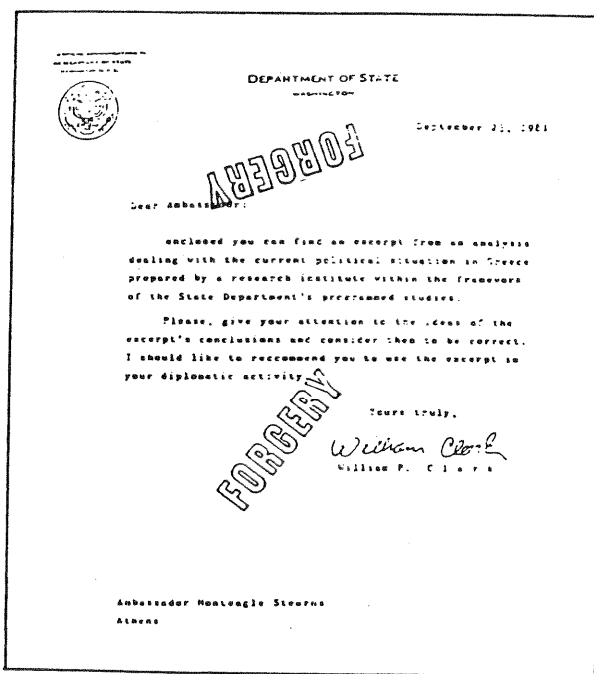 DEPARTMENT OF STATE
WASHINGTON
September 1981
FORGERY
Dear Ambassador:
enclosed you can find an excerpt from an analysis
dealing with the current political situation in Greece
prepared by a research institute within the framewors
of the State Department's programmed studies.
Please, give your attention to the ideas of the
excerpt's conclusions and consider them to be correct.
I should like to reccommend you to use the excerpt in
your diplomatic activity.
FORGERY
Yours truly,
William Clark
William P. C l a r k
Ambassador Monteagle Stearns
Athens